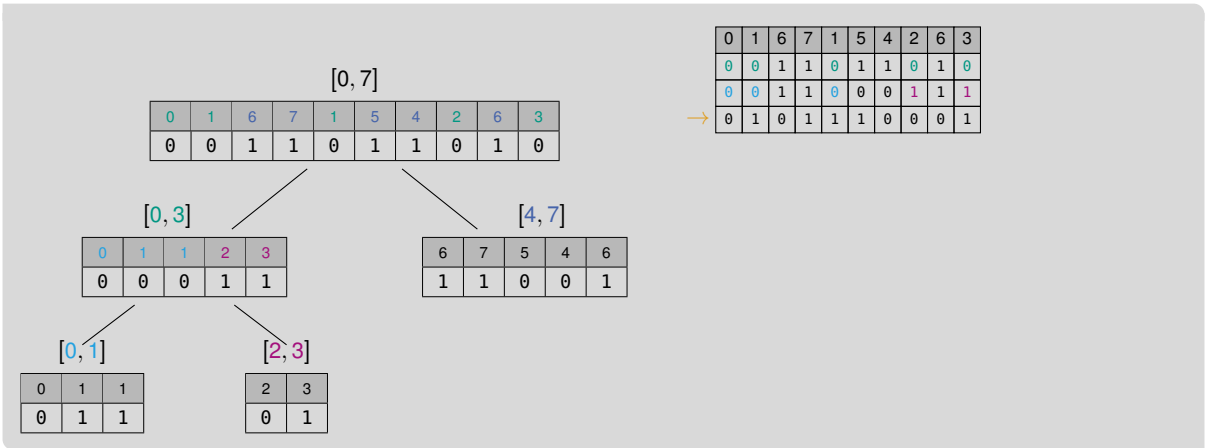 [0, 7]
0 1 6 7 1 5 4 2 6 3
0 0 1 1 0 1 1 0 1 0
[0, 3]
0 1 1 2 3
0 0 0 1 1
[4, 7]
6 7 5 4 6
1 1 0 0 1
[0, 1]
0 1 1
0 1 1
[2, 3]
2 3
0 1
0 1 6 7 1 5 4 2 6 3
0 0 1 1 0 1 1 0 1 0
0 0 1 1 0 0 0 1 1 1
→ 0 1 0 1 1 1 0 0 0 1